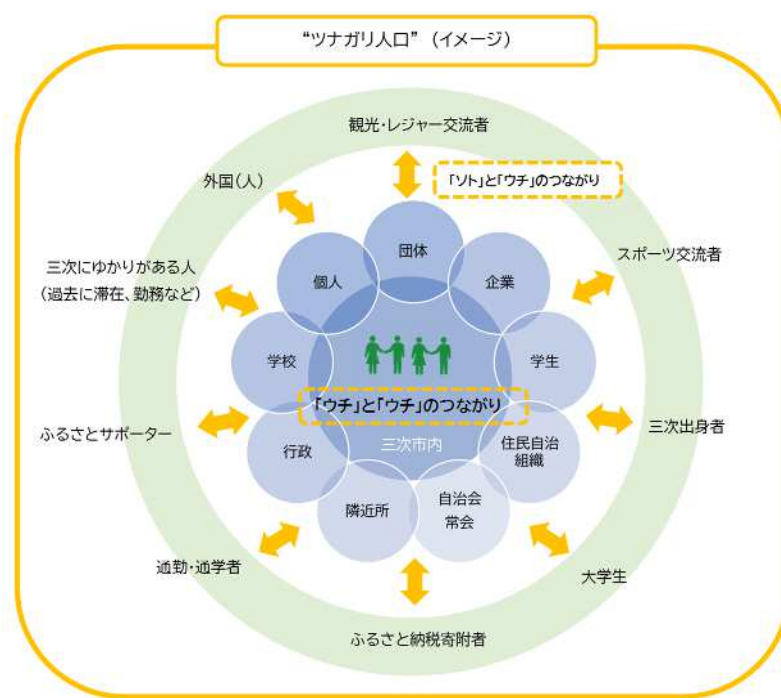 “ツナガリ人口” (イメージ)
観光・レジャー交流者
「ソト」と「ウチ」のつながり
外国(人)
団体
個人
企業
スポーツ交流者
三次にゆかりがある人
(過去に滞在、勤務など)
学校
学生
「ウチ」と「ウチ」のつながり
ふるさとサポーター
三次出身者
行政
三次市内
住民自治
組織
隣近所
自治会
常会
通勤・通学者
大学生
ふるさと納税寄附者